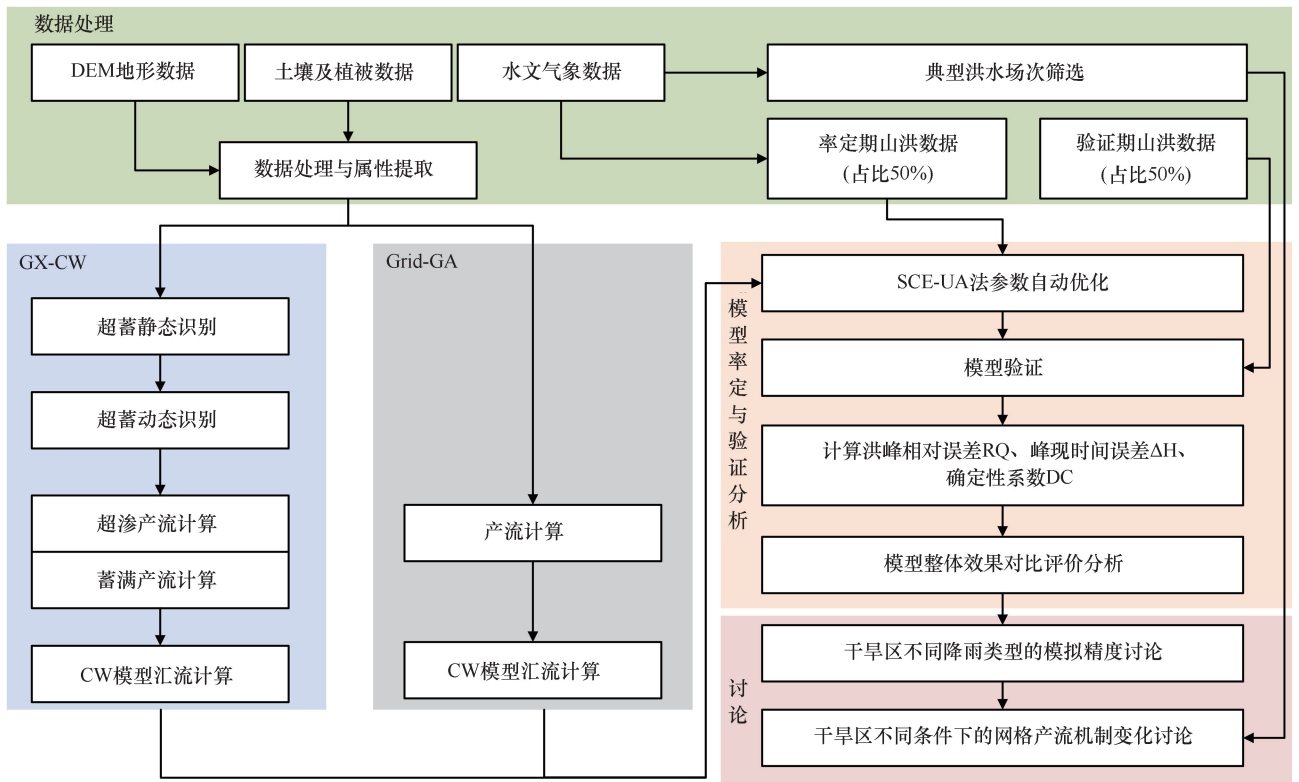 数据处理
DEM地形数据
土壤及植被数据
水文气象数据
典型洪水场次筛选
数据处理与属性提取
率定期山洪数据
(占比50%)
验证期山洪数据
(占比50%)
GX-CW
超蓄静态识别
超蓄动态识别
超渗产流计算
蓄满产流计算
CW模型汇流计算
Grid-GA
产流计算
CW模型汇流计算
模型率定与验证分析
SCE-UA法参数自动优化
模型验证
计算洪峰相对误差RQ、峰现时间误差ΔH、
确定性系数DC
模型整体效果对比评价分析
讨论
干旱区不同降雨类型的模拟精度讨论
干旱区不同条件下的网格产流机制变化讨论